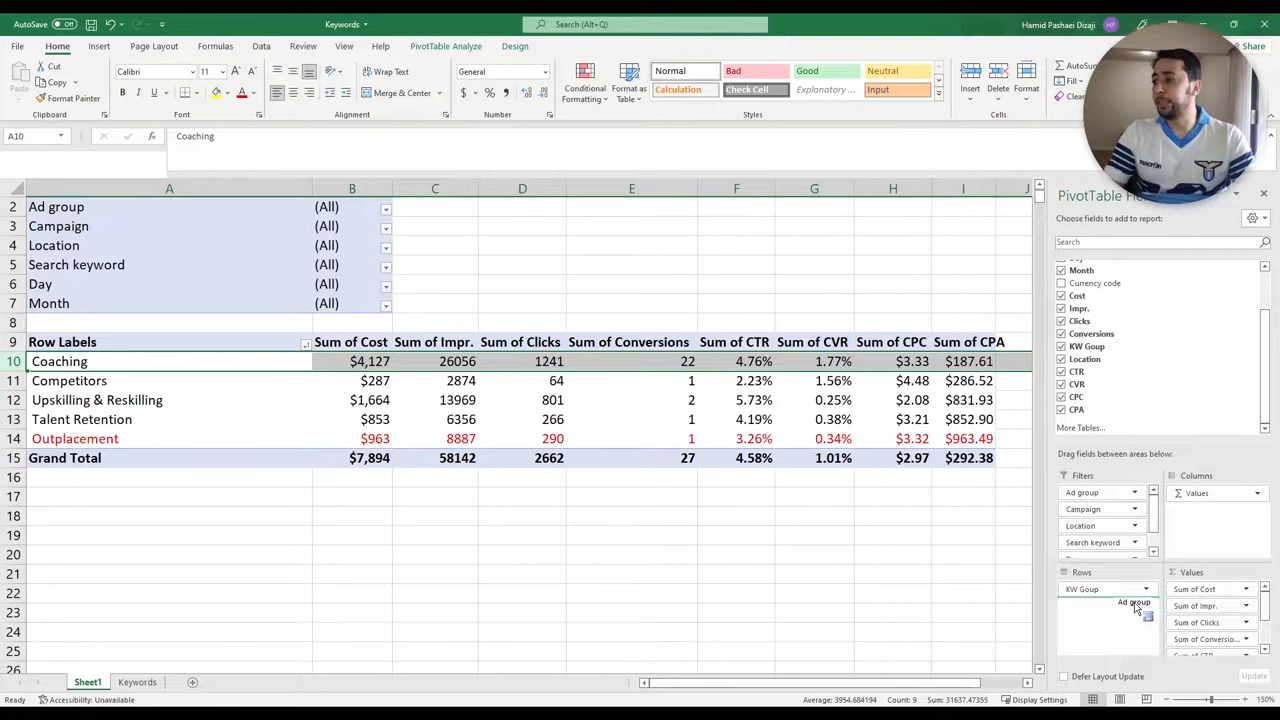 AutoSave Off Keywords Search (Alt+Q) Hamid Pashaei Dizaji HP
File Home Insert Page Layout Formulas Data Review View Help PivotTable Analyze Design Share
Cut
Copy
Paste
Format Painter
Clipboard
Calibri 11
B I U
Font
Wrap Text
Merge & Center
Alignment
General
$ % ,
Number
Conditional Formatting
Format as Table
Normal Bad Good Neutral
Calculation Check Cell Explanatory ... Input
Styles
Insert Delete Format
Cells
AutoSum
Fill
Clear
A10 fx Coaching
A B C D E F G H I J
2 Ad group (All)
3 Campaign (All)
4 Location (All)
5 Search keyword (All)
6 Day (All)
7 Month (All)
8
9 Row Labels Sum of Cost Sum of Impr. Sum of Clicks Sum of Conversions Sum of CTR Sum of CVR Sum of CPC Sum of CPA
10 Coaching $4,127 26056 1241 22 4.76% 1.77% $3.33 $187.61
11 Competitors $287 2874 64 1 2.23% 1.56% $4.48 $286.52
12 Upskilling & Reskilling $1,664 13969 801 2 5.73% 0.25% $2.08 $831.93
13 Talent Retention $853 6356 266 1 4.19% 0.38% $3.21 $852.90
14 Outplacement $963 8887 290 1 3.26% 0.34% $3.32 $963.49
15 Grand Total $7,894 58142 2662 27 4.58% 1.01% $2.97 $292.38
16
17
18
19
20
21
22
23
24
25
26
PivotTable
Choose fields to add to report:
Search
Month
Currency code
Cost
Impr.
Clicks
Conversions
KW Goup
Location
CTR
CVR
CPC
CPA
More Tables...
Drag fields between areas below:
Filters Columns
Ad group Σ Values
Campaign
Location
Search keyword
Rows Σ Values
KW Goup Sum of Cost
Ad group Sum of Impr.
Sum of Clicks
Sum of Conversio...
Sum of CTR
Defer Layout Update Update
Sheet1 Keywords
Ready Accessibility: Unavailable Average: 3954.684194 Count: 9 Sum: 31637.47355 Display Settings 150%